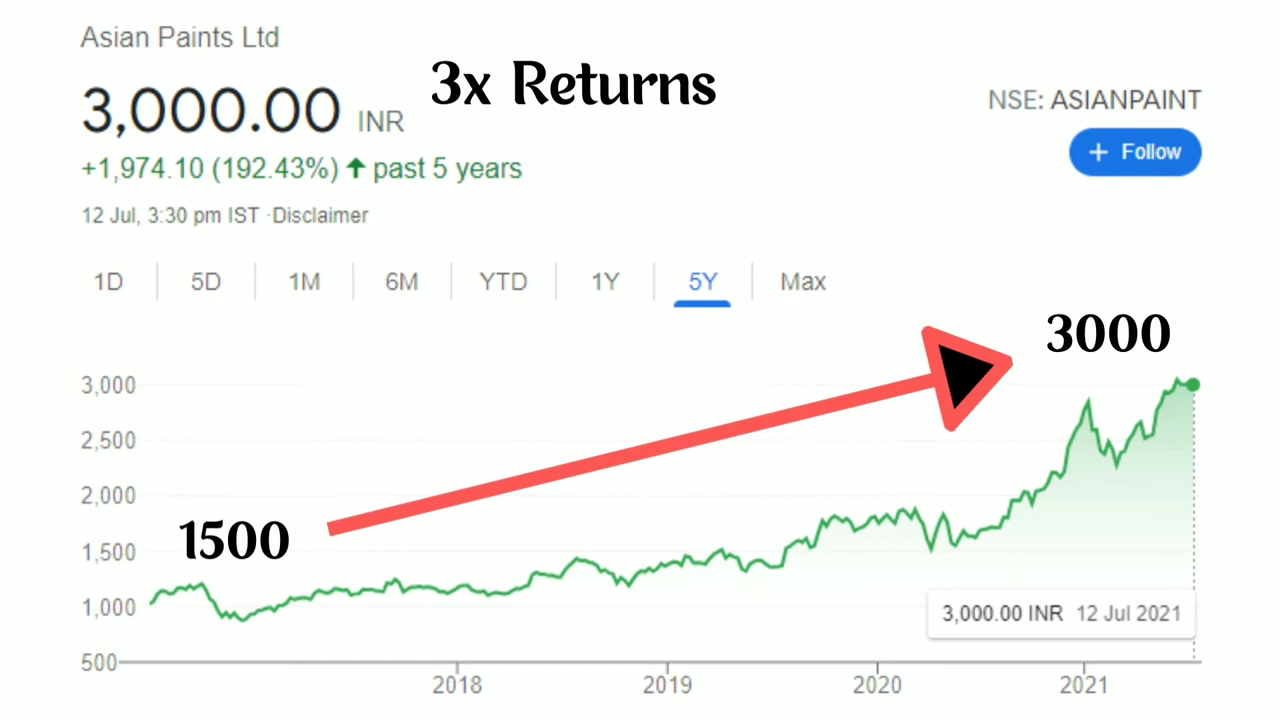 Asian Paints Ltd
3,000.00 INR
3x Returns
+1,974.10 (192.43%) ↑ past 5 years
12 Jul, 3:30 pm IST ·Disclaimer
NSE: ASIANPAINT
+ Follow
1D 5D 1M 6M YTD 1Y 5Y Max
3000
3,000
2,500
2,000
1500
1,500
1,000
3,000.00 INR 12 Jul 2021
500
2018 2019 2020 2021